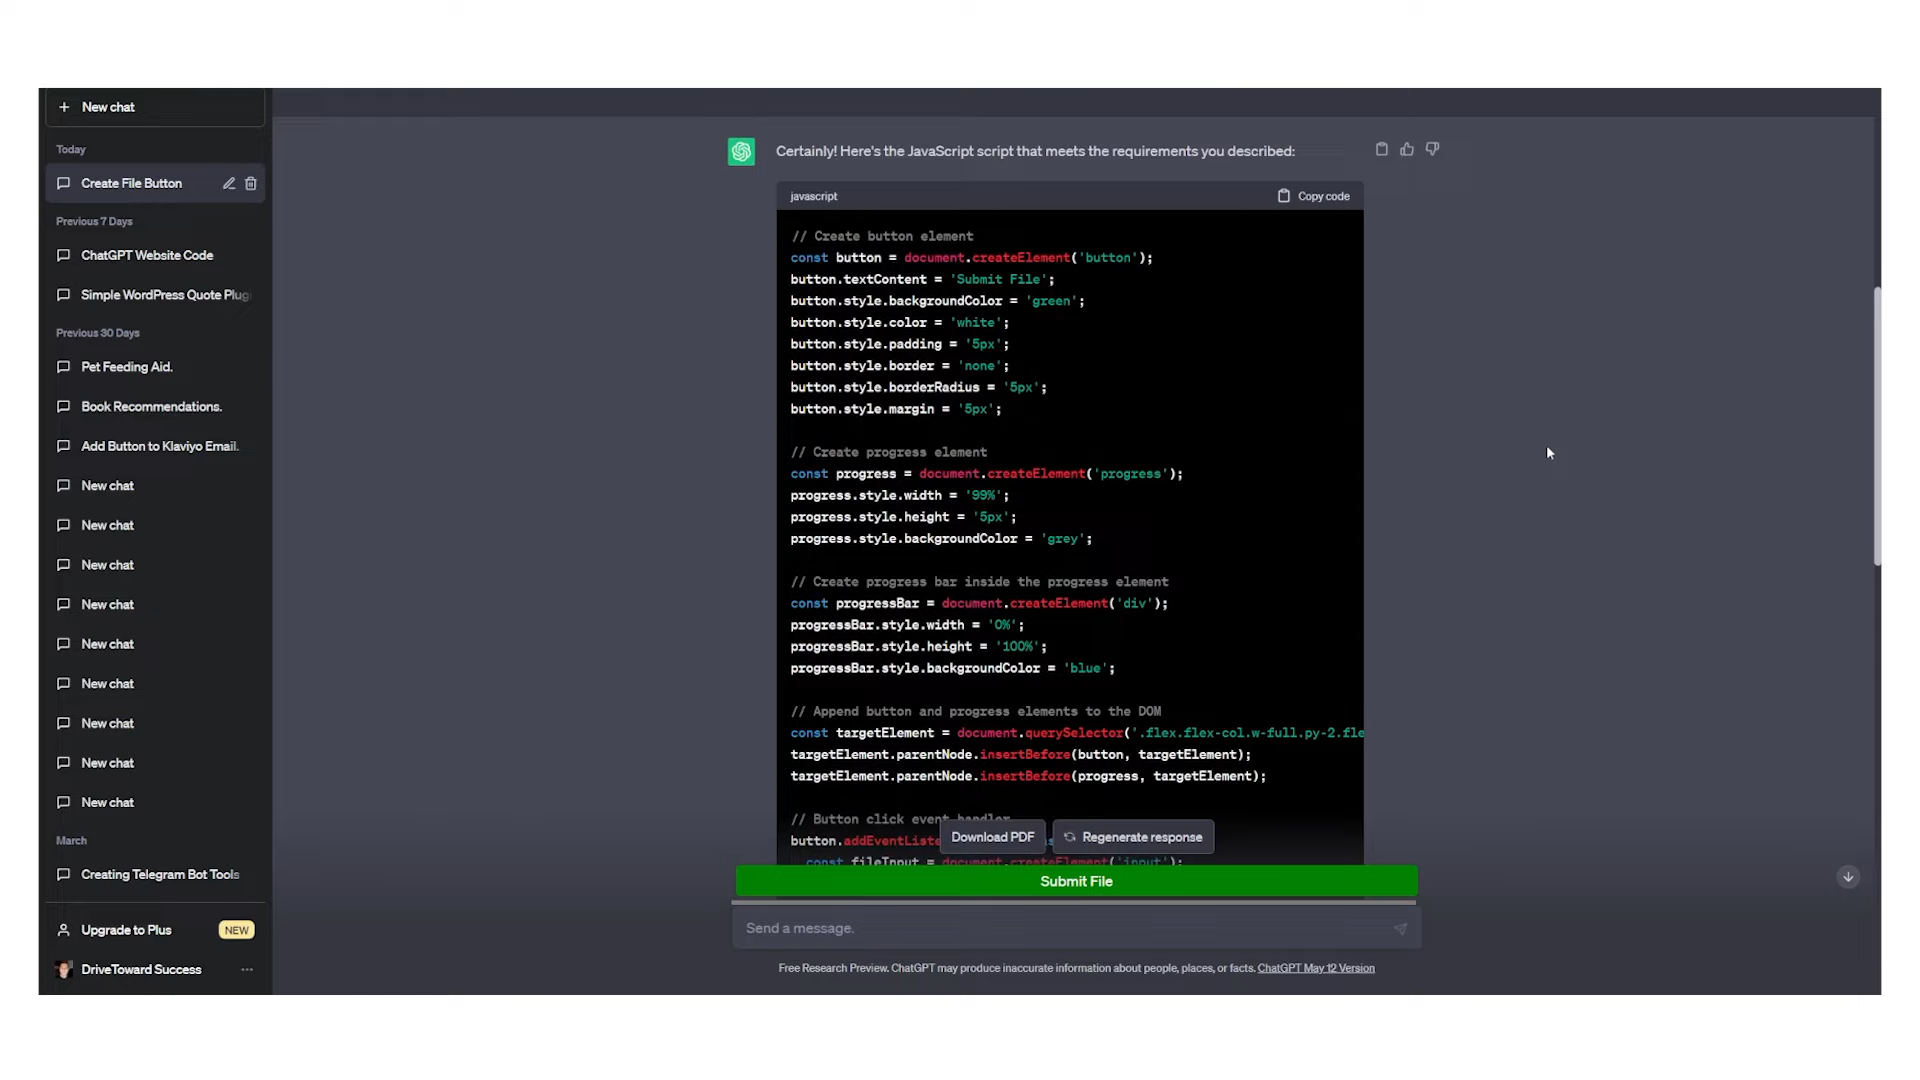 New chat
Today
Create File Button
Previous 7 Days
ChatGPT Website Code
Simple WordPress Quote Plug
Previous 30 Days
Pet Feeding Aid.
Book Recommendations.
Add Button to Klaviyo Email.
New chat
New chat
New chat
New chat
New chat
New chat
New chat
New chat
New chat
March
Creating Telegram Bot Tools
Upgrade to Plus NEW
DriveToward Success
Certainly! Here's the JavaScript script that meets the requirements you described:
javascript Copy code
// Create button element
const button = document.createElement('button');
button.textContent = 'Submit File';
button.style.backgroundColor = 'green';
button.style.color = 'white';
button.style.padding = '5px';
button.style.border = 'none';
button.style.borderRadius = '5px';
button.style.margin = '5px';
// Create progress element
const progress = document.createElement('progress');
progress.style.width = '99%';
progress.style.height = '5px';
progress.style.backgroundColor = 'grey';
// Create progress bar inside the progress element
const progressBar = document.createElement('div');
progressBar.style.width = '0%';
progressBar.style.height = '100%';
progressBar.style.backgroundColor = 'blue';
// Append button and progress elements to the DOM
const targetElement = document.querySelector('.flex.flex-col.w-full.py-2.fle
targetElement.parentNode.insertBefore(button, targetElement);
targetElement.parentNode.insertBefore(progress, targetElement);
// Button click event handler
button.addEventListe
const fileInput = document.createElement('input');
Download PDF Regenerate response
Submit File
Send a message.
Free Research Preview. ChatGPT may produce inaccurate information about people, places, or facts. ChatGPT May 12 Version